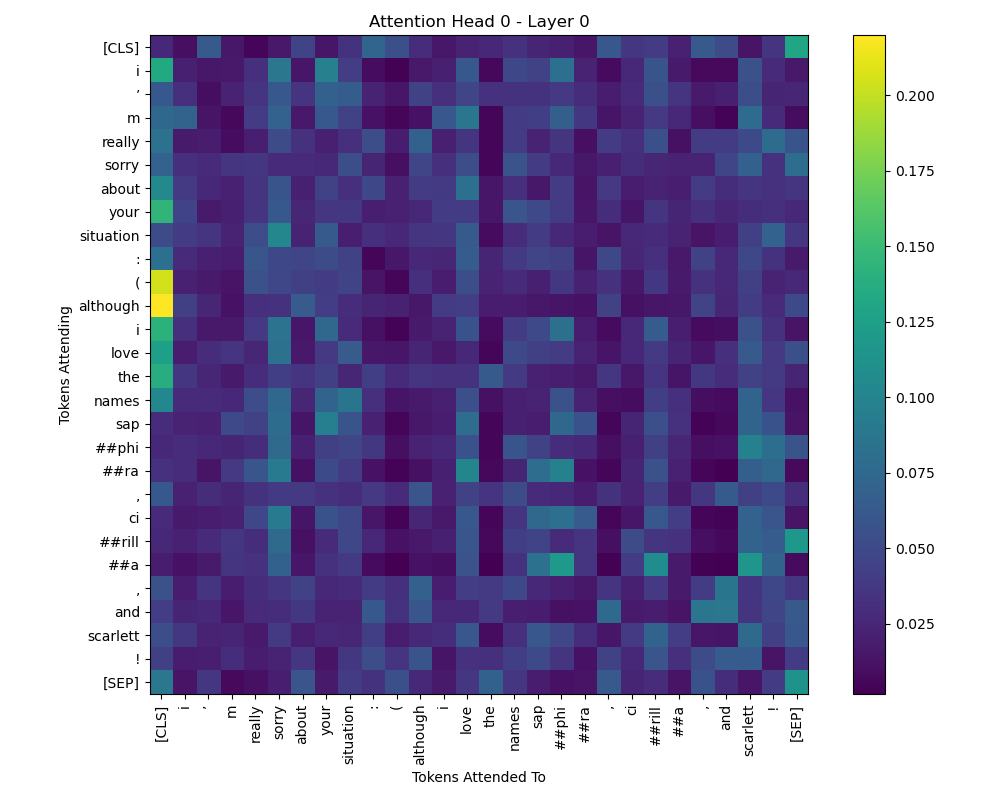 Attention Head 0 - Layer 0
Tokens Attending
[CLS]
i
’
m
really
sorry
about
your
situation
:
(
although
i
love
the
names
sap
##phi
##ra
,
ci
##rill
##a
,
and
scarlett
!
[SEP]
[CLS]
i
’
m
really
sorry
about
your
situation
:
(
although
i
love
the
names
sap
##phi
##ra
,
ci
##rill
##a
,
and
scarlett
!
[SEP]
Tokens Attended To
0.200
0.175
0.150
0.125
0.100
0.075
0.050
0.025